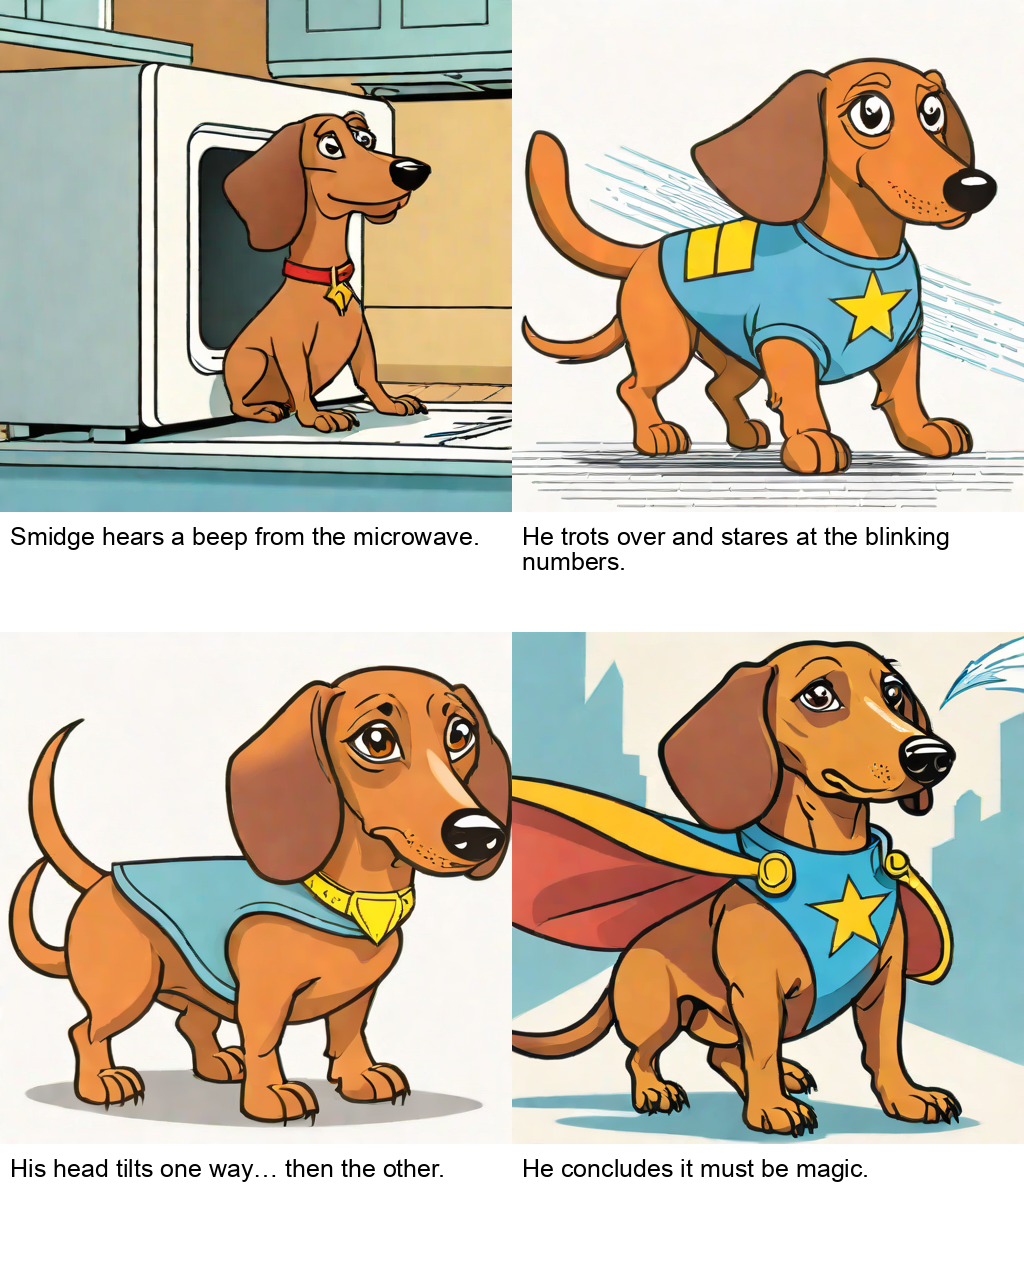 Smidge hears a beep from the microwave.
He trots over and stares at the blinking
numbers.
His head tilts one way… then the other.
He concludes it must be magic.